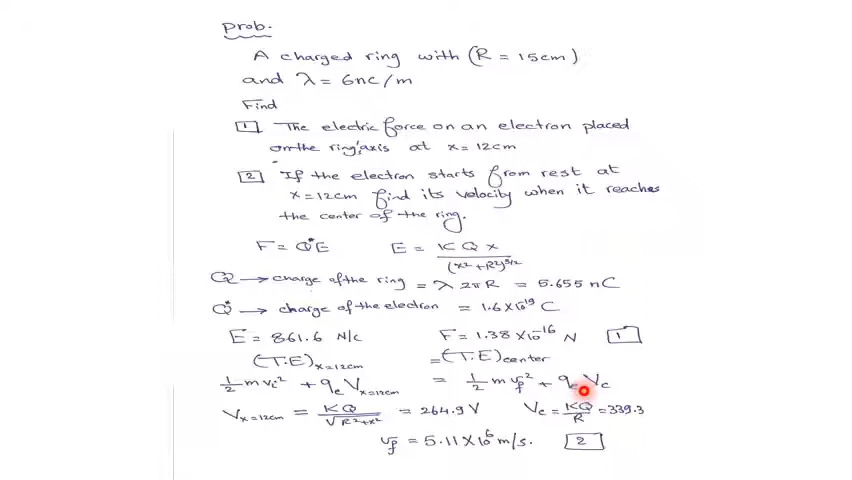 Prob.
A charged ring with (R = 15cm)
and λ = 6nc/m
Find
1 The electric force on an electron placed
on the ring's axis at x = 12cm
2 If the electron starts from rest at
x = 12cm find its velocity when it reaches
the center of the ring.
F = Q*E E = KQx / (x²+R²)^3/2
Q → charge of the ring = λ 2πR = 5.655 nC
Q* → charge of the electron = 1.6×10^-19 C
E = 861.6 N/C F = 1.38×10^-16 N 1
(T.E)x=12cm = (T.E)center
1/2 m vi² + qe Vx=12cm = 1/2 m vf² + qe Vc
Vx=12cm = KQ / √R²+x² = 264.9 V Vc = KQ / R = 339.3
vf = 5.11×10^6 m/s. 2